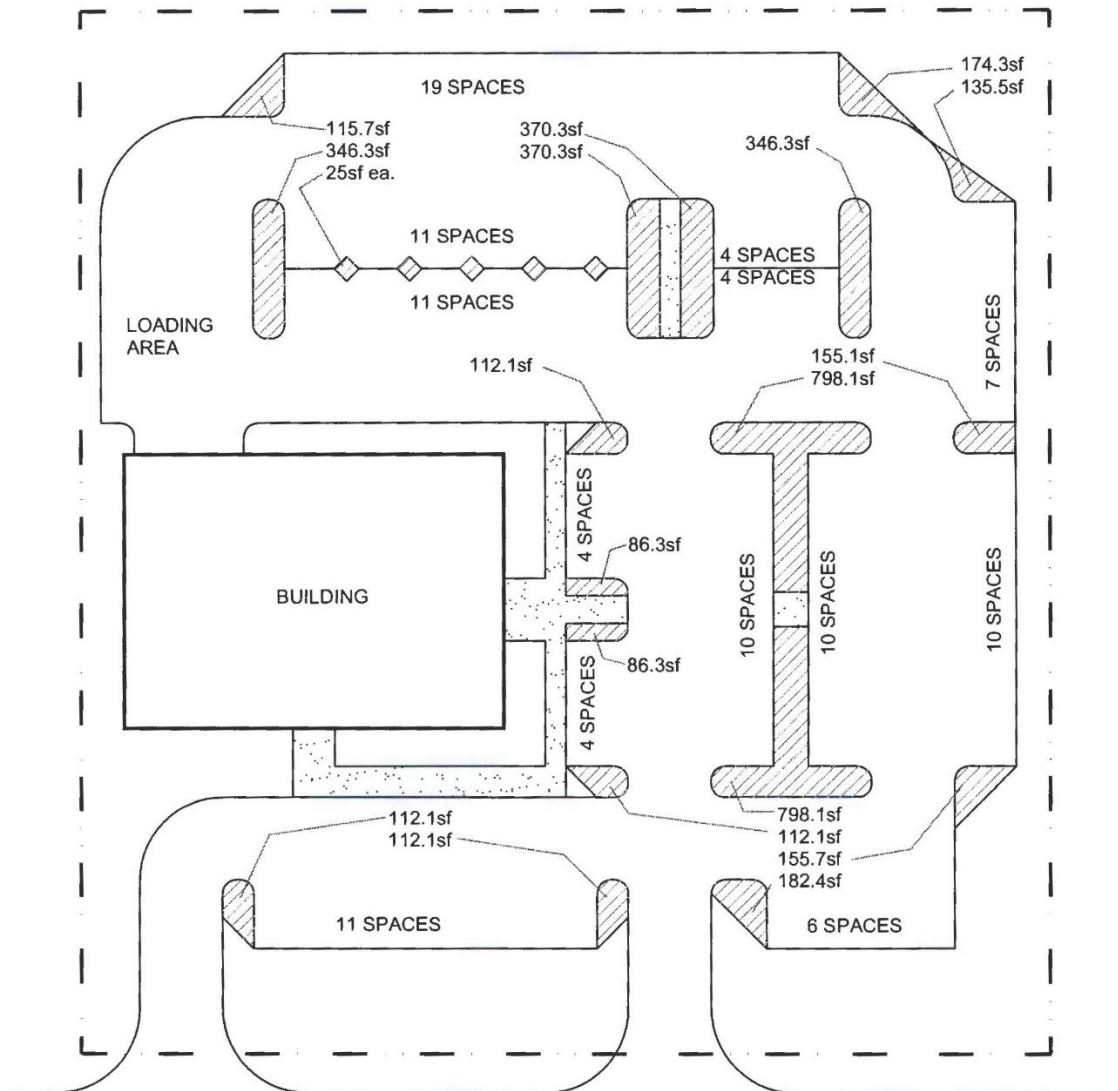 174.3sf
135.5sf
19 SPACES
115.7sf
346.3sf
25sf ea.
370.3sf
370.3sf
346.3sf
11 SPACES
11 SPACES
4 SPACES
4 SPACES
LOADING
AREA
7 SPACES
112.1sf
155.1sf
798.1sf
4 SPACES
86.3sf
BUILDING
10 SPACES
10 SPACES
10 SPACES
86.3sf
4 SPACES
112.1sf
112.1sf
798.1sf
112.1sf
155.7sf
182.4sf
11 SPACES
6 SPACES